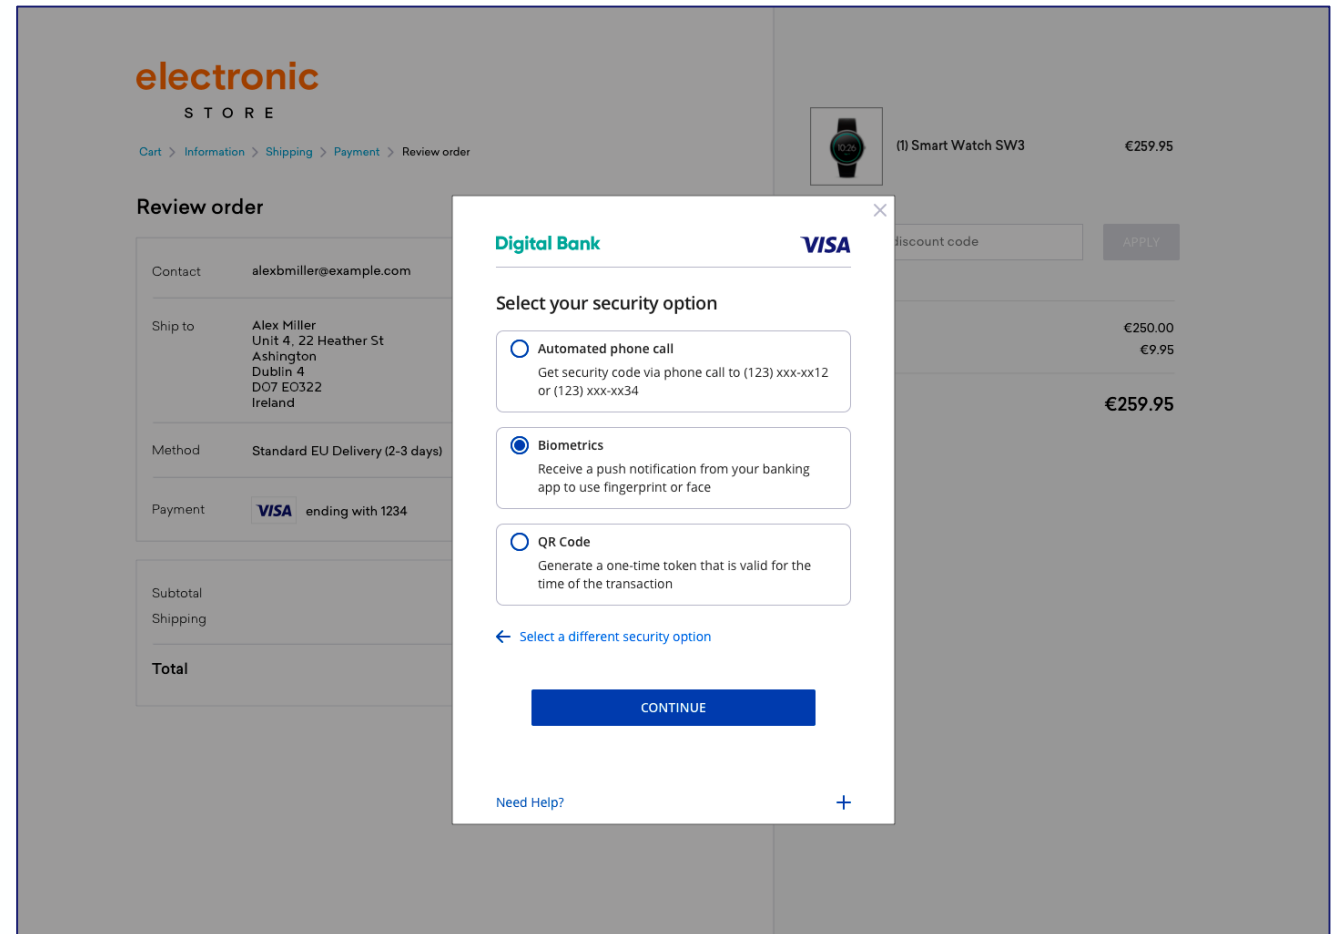 electronic
STORE
Cart > Information > Shipping > Payment > Review order
Review order
Contact alexbmiller@example.com
Ship to Alex Miller
Unit 4, 22 Heather St
Ashington
Dublin 4
DO7 EO322
Ireland
Method Standard EU Delivery (2-3 days)
Payment VISA ending with 1234
Subtotal
Shipping
Total
10:26
(1) Smart Watch SW3 €259.95
discount code APPLY
€250.00
€9.95
€259.95
Digital Bank VISA
Select your security option
Automated phone call
Get security code via phone call to (123) xxx-xx12
or (123) xxx-xx34
Biometrics
Receive a push notification from your banking
app to use fingerprint or face
QR Code
Generate a one-time token that is valid for the
time of the transaction
Select a different security option
CONTINUE
Need Help? +